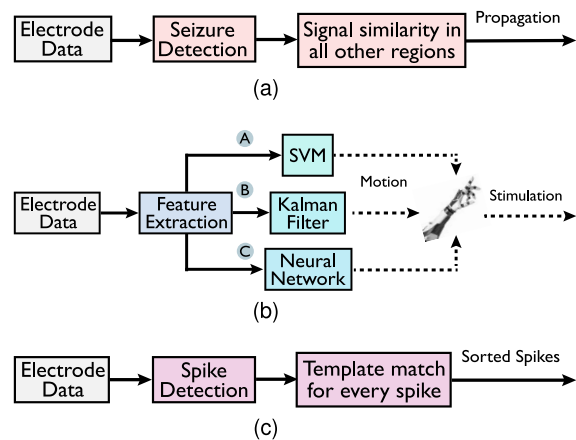 Electrode
Data
Seizure
Detection
Signal similarity in
all other regions
Propagation
(a)
Electrode
Data
Feature
Extraction
A
SVM
B
Kalman
Filter
C
Neural
Network
Motion
Stimulation
(b)
Electrode
Data
Spike
Detection
Template match
for every spike
Sorted Spikes
(c)